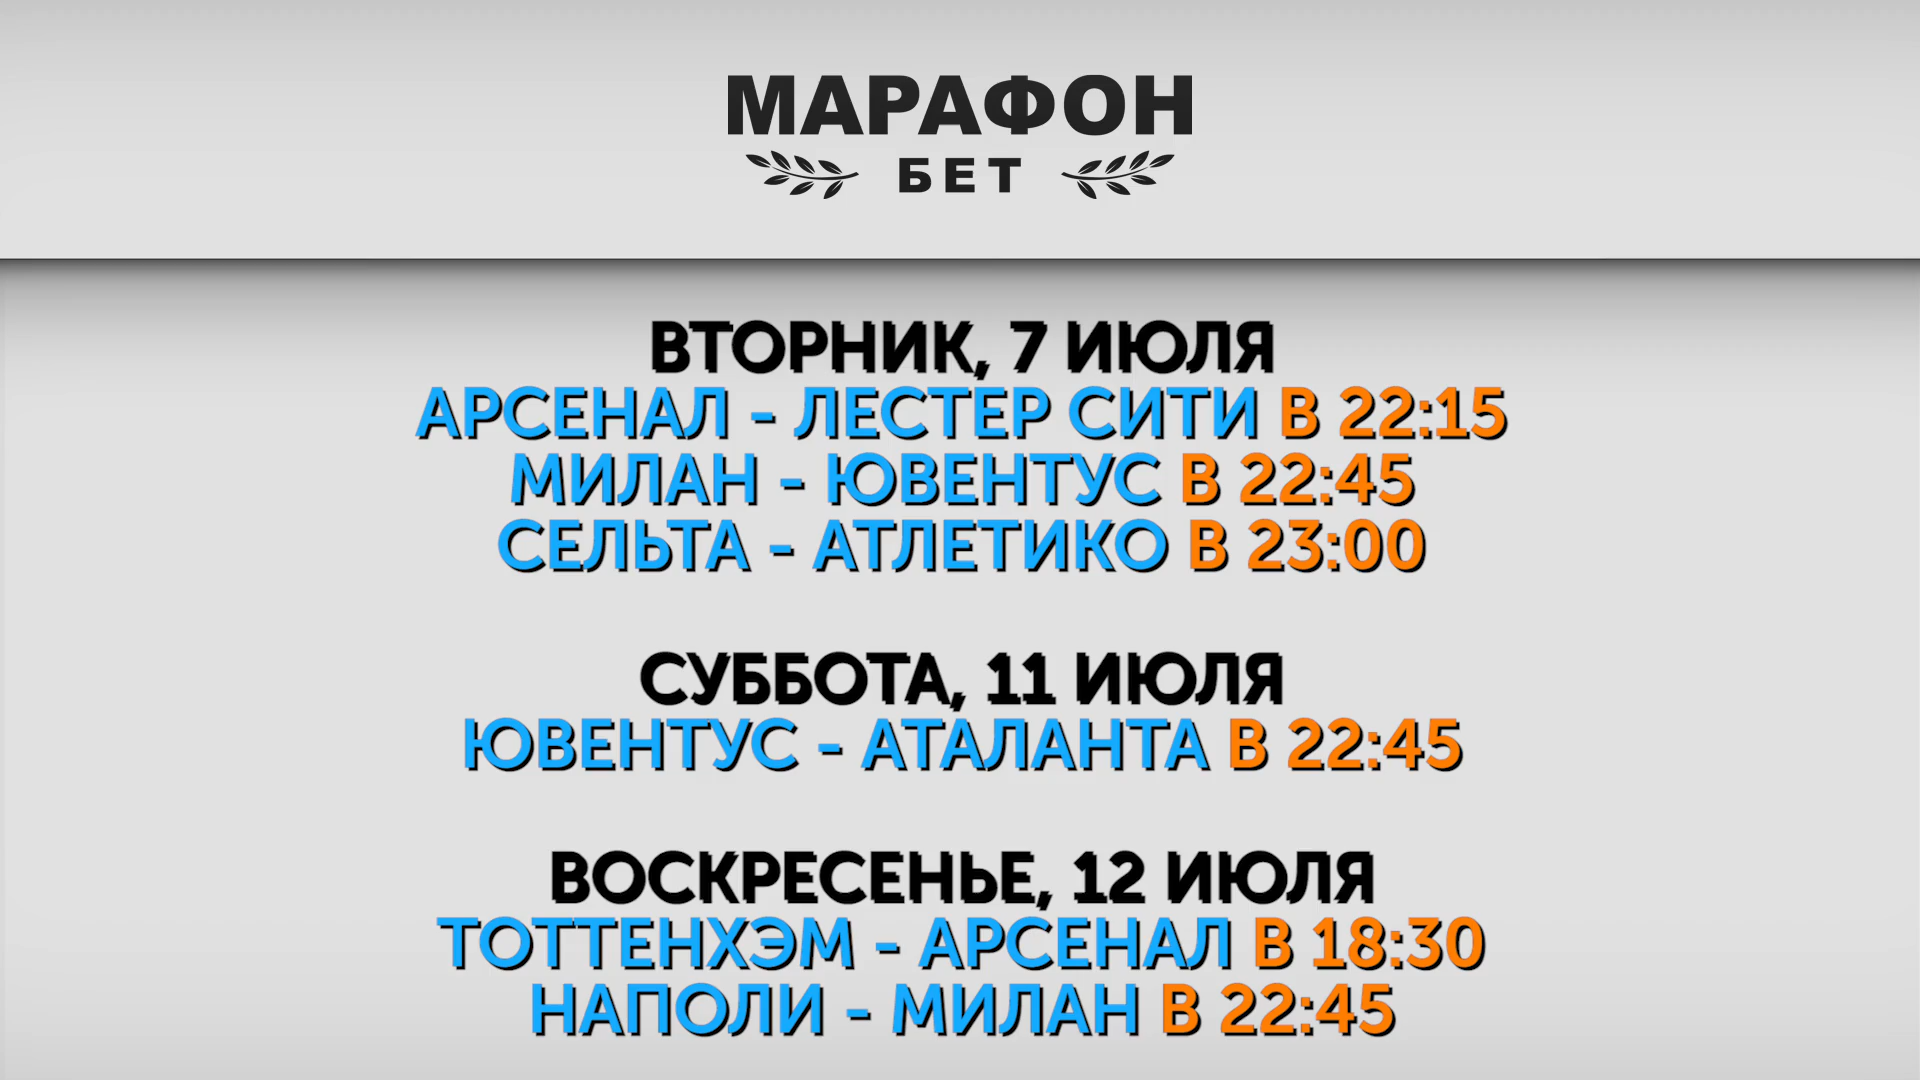 МАРАФОН
БЕТ
ВТОРНИК, 7 ИЮЛЯ
АРСЕНАЛ - ЛЕСТЕР СИТИ В 22:15
МИЛАН - ЮВЕНТУС В 22:45
СЕЛЬТА - АТЛЕТИКО В 23:00
СУББОТА, 11 ИЮЛЯ
ЮВЕНТУС - АТАЛАНТА В 22:45
ВОСКРЕСЕНЬЕ, 12 ИЮЛЯ
ТОТТЕНХЭМ - АРСЕНАЛ В 18:30
НАПОЛИ - МИЛАН В 22:45